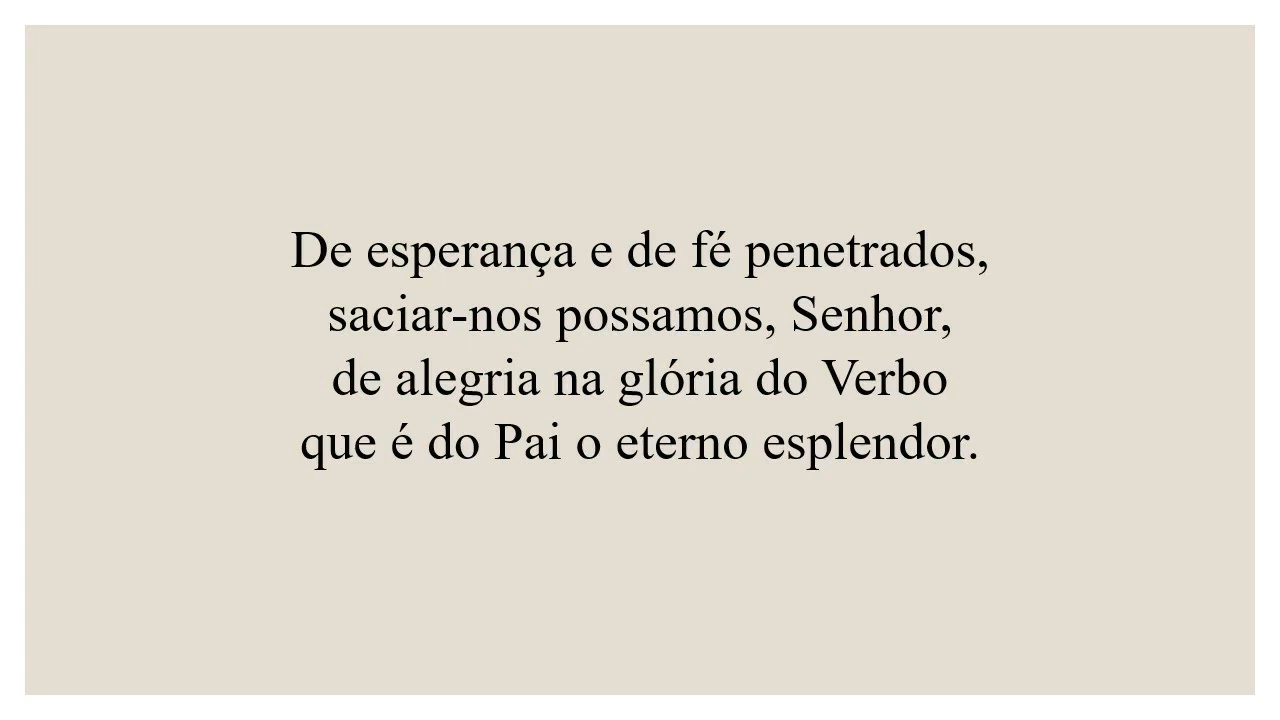 De esperança e de fé penetrados,
saciar-nos possamos, Senhor,
de alegria na glória do Verbo
que é do Pai o eterno esplendor.